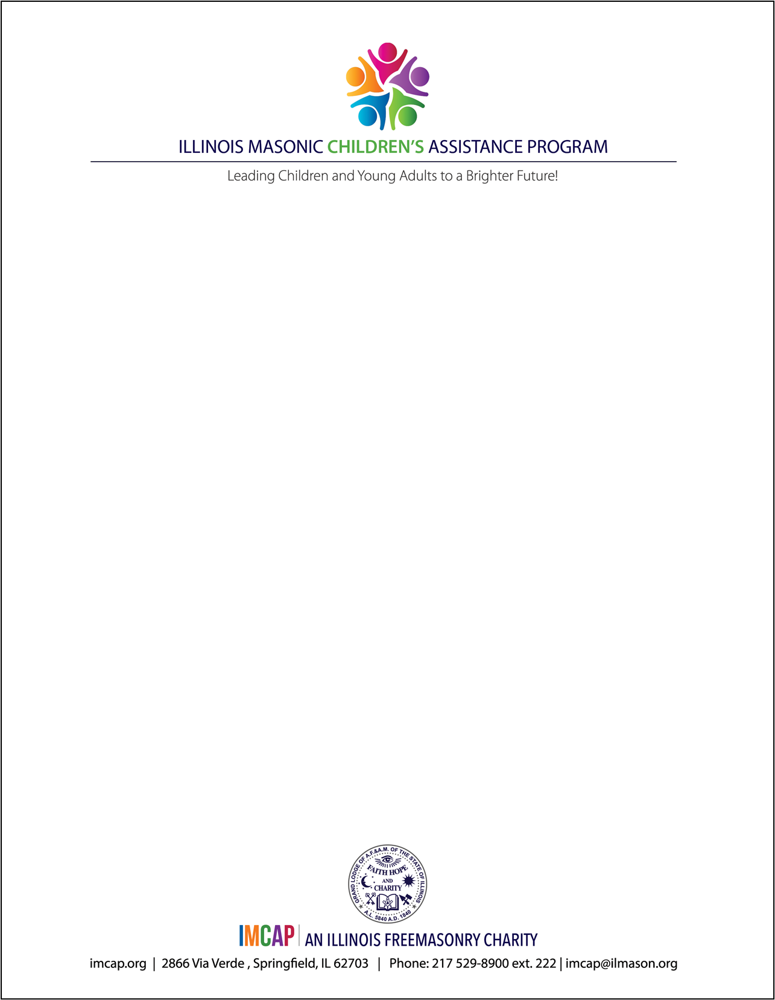 ILLINOIS MASONIC CHILDREN'S ASSISTANCE PROGRAM
Leading Children and Young Adults to a Brighter Future!
GRAND LODGE OF A.F.&A.M. OF THE STATE OF ILLINOIS
FAITH HOPE
AND
CHARITY
A.L. 5840 A.D. 1840
IMCAP | AN ILLINOIS FREEMASONRY CHARITY
imcap.org | 2866 Via Verde , Springfield, IL 62703 | Phone: 217 529-8900 ext. 222 | imcap@ilmason.org